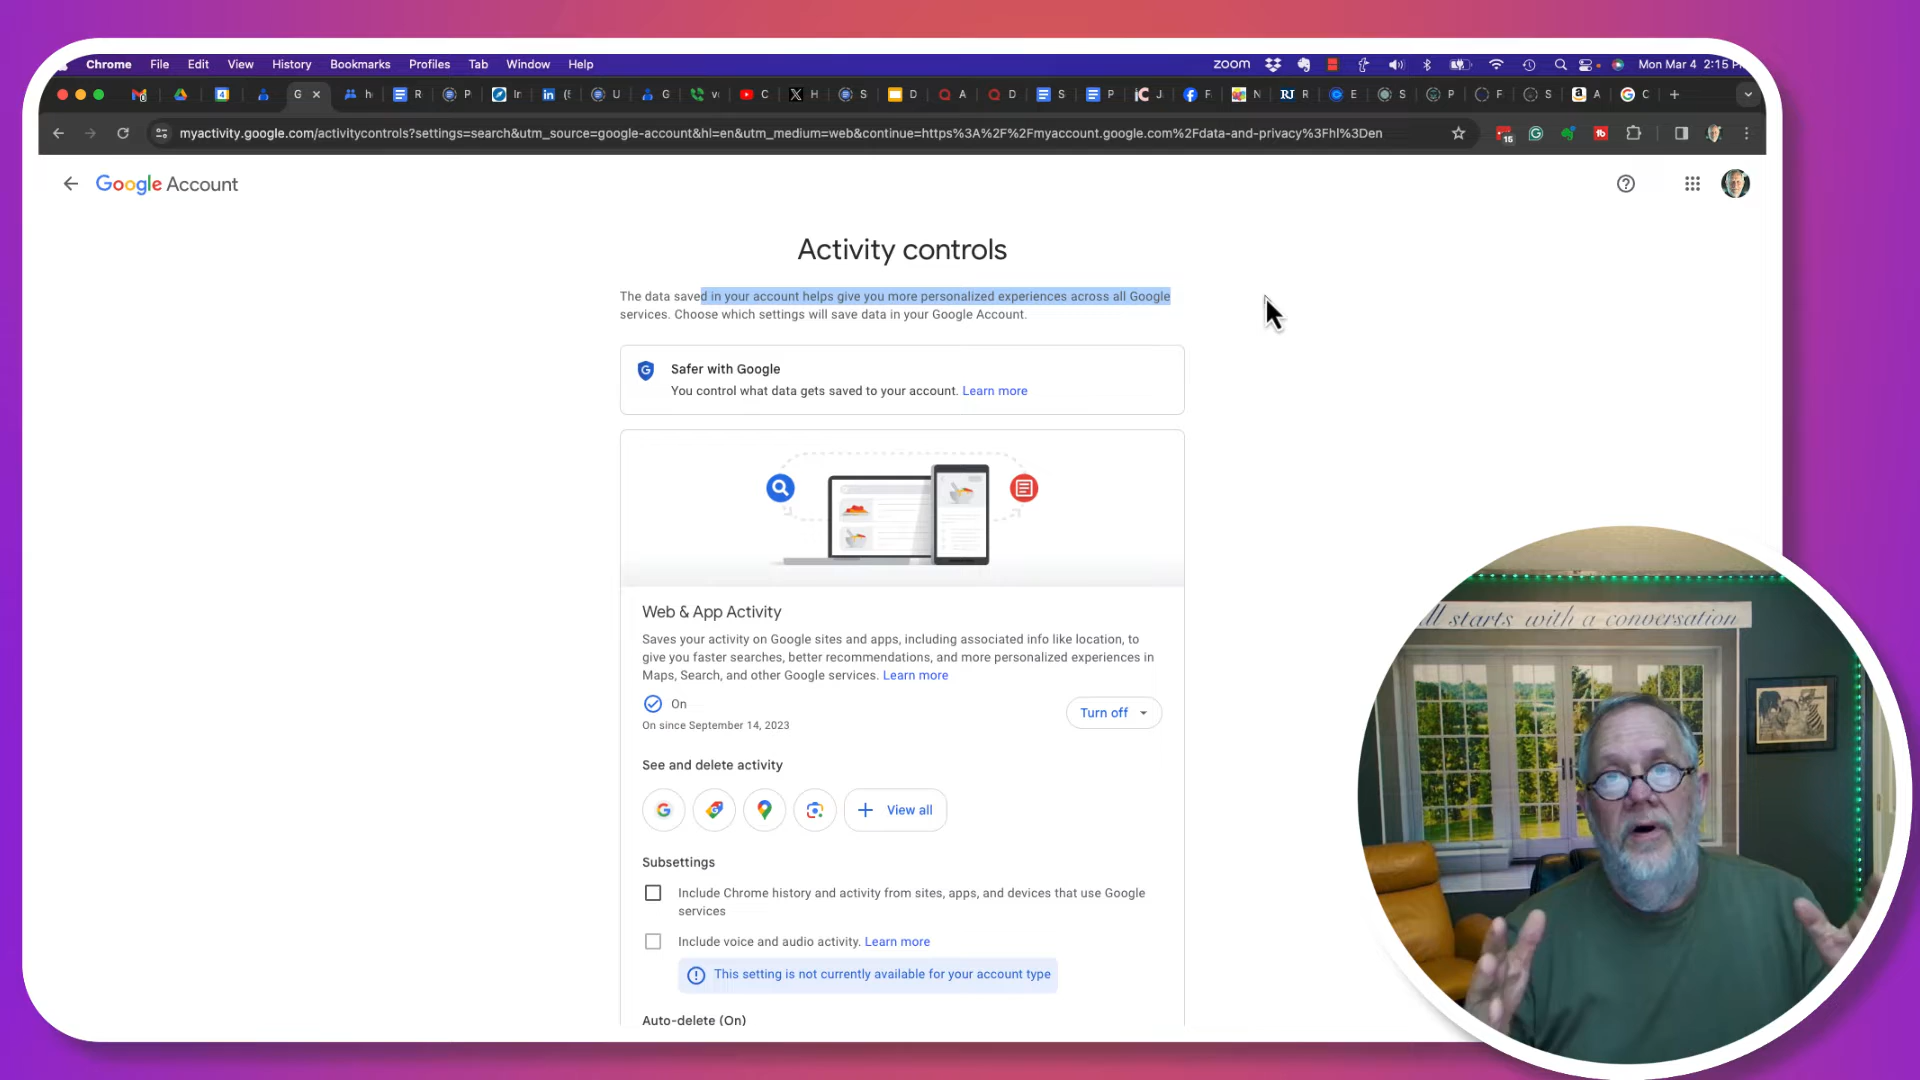 Chrome File Edit View History Bookmarks Profiles Tab Window Help zoom Mon Mar 4 2:15
myactivity.google.com/activitycontrols?settings=search&utm_source=google-account&hl=en&utm_medium=web&continue=https%3A%2F%2Fmyaccount.google.com%2Fdata-and-privacy%3Fhl%3Den 15
Google Account
Activity controls
The data saved in your account helps give you more personalized experiences across all Google
services. Choose which settings will save data in your Google Account.
Safer with Google
You control what data gets saved to your account. Learn more
Web & App Activity
Saves your activity on Google sites and apps, including associated info like location, to
give you faster searches, better recommendations, and more personalized experiences in
Maps, Search, and other Google services. Learn more
On
On since September 14, 2023
Turn off
See and delete activity
View all
Subsettings
Include Chrome history and activity from sites, apps, and devices that use Google
services
Include voice and audio activity. Learn more
This setting is not currently available for your account type
Auto-delete (On)
starts with a conversation